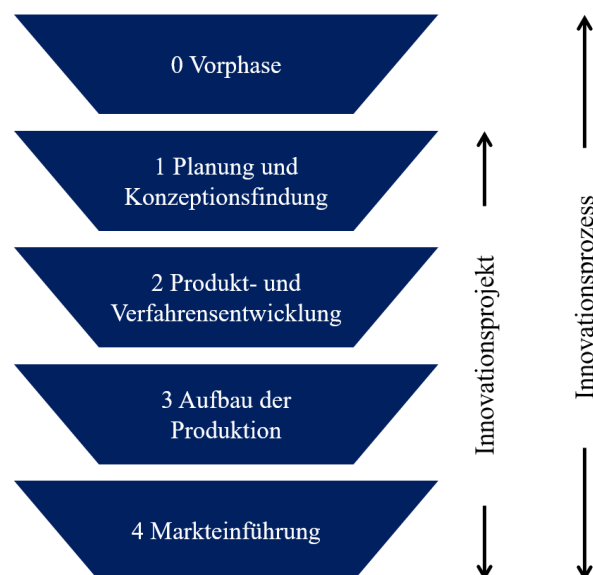 0 Vorphase
1 Planung und
Konzeptionsfindung
2 Produkt- und
Verfahrensentwicklung
3 Aufbau der
Produktion
4 Markteinführung
Innovationsprojekt
Innovationsprozess